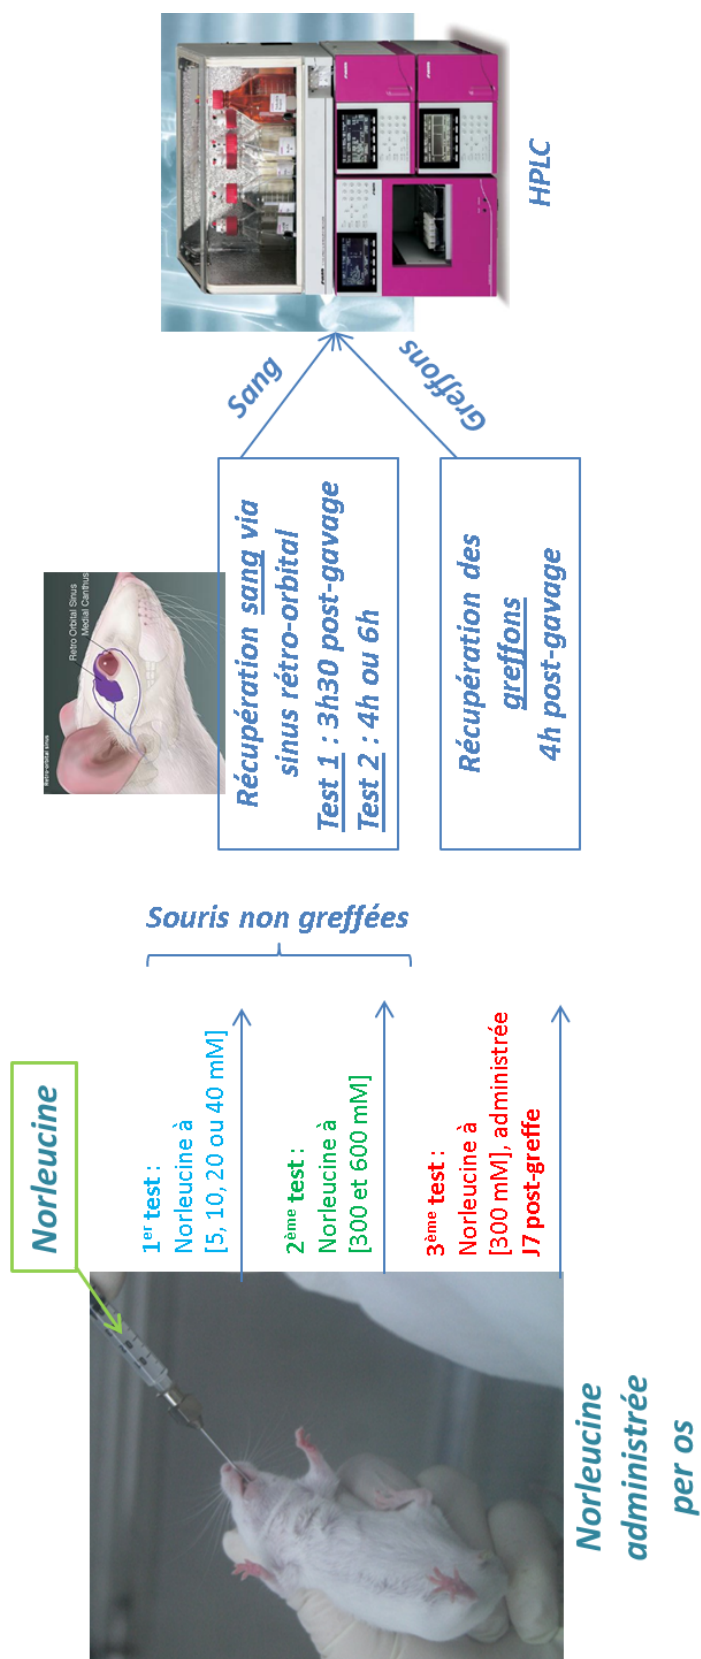 Norleucine
Norleucine
administrée
per os
1er test :
Norleucine à
[5, 10, 20 ou 40 mM]
2ème test :
Norleucine à
[300 et 600 mM]
3ème test :
Norleucine à
[300 mM], administrée
J7 post-greffe
Souris non greffées
Retro-orbital sinus
Retro Orbital Sinus
Medial Canthus
Récupération sang via
sinus rétro-orbital
Test 1 : 3h30 post-gavage
Test 2 : 4h ou 6h
Récupération des
greffons
4h post-gavage
Sang
Greffons
HPLC